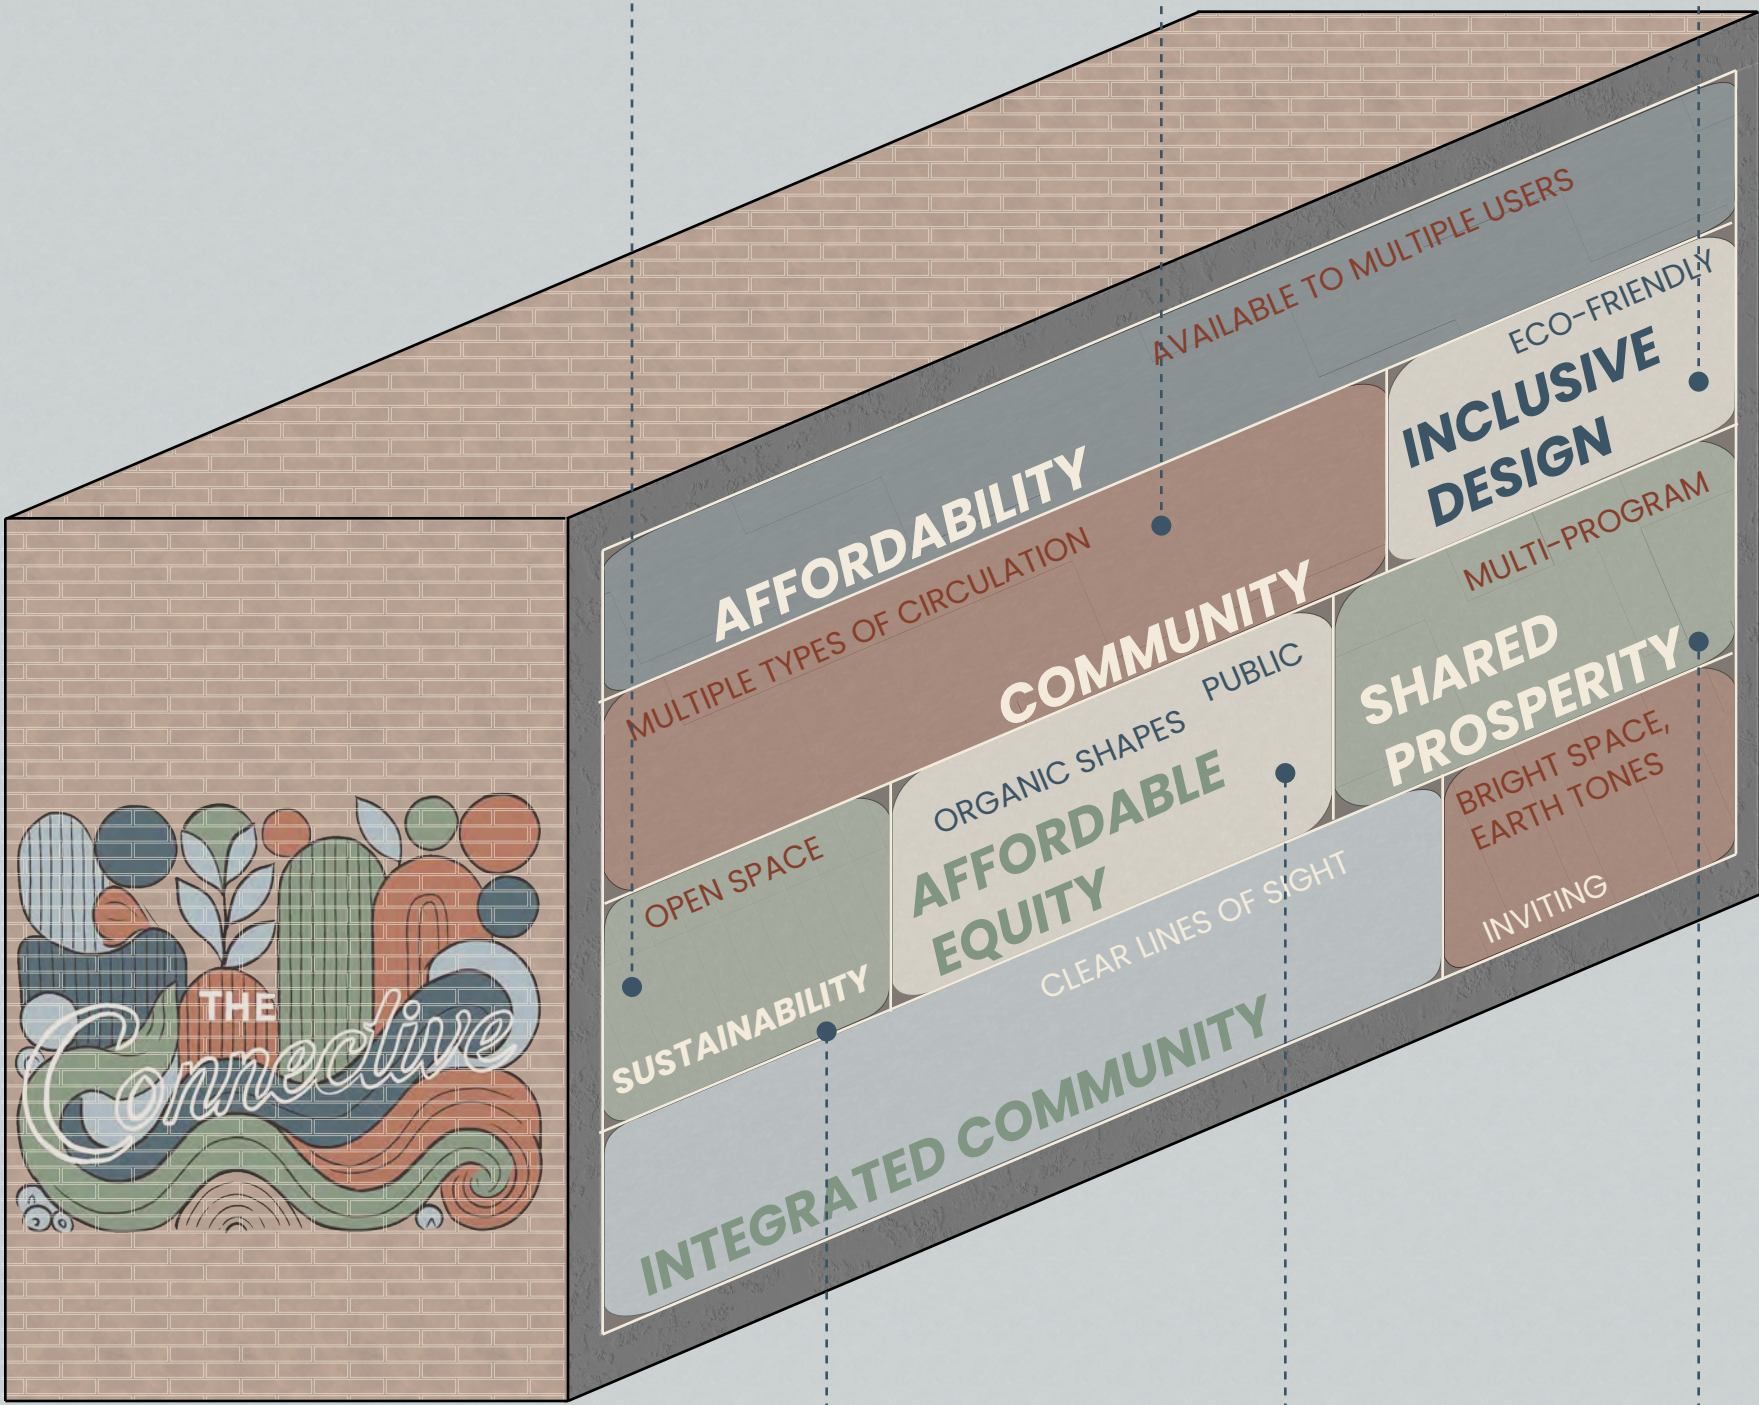 THE
Connective
AVAILABLE TO MULTIPLE USERS
AFFORDABILITY
ECO-FRIENDLY
INCLUSIVE
DESIGN
MULTIPLE TYPES OF CIRCULATION
COMMUNITY
MULTI-PROGRAM
SHARED
PROSPERITY
PUBLIC
ORGANIC SHAPES
AFFORDABLE
EQUITY
OPEN SPACE
SUSTAINABILITY
BRIGHT SPACE,
EARTH TONES
INVITING
CLEAR LINES OF SIGHT
INTEGRATED COMMUNITY